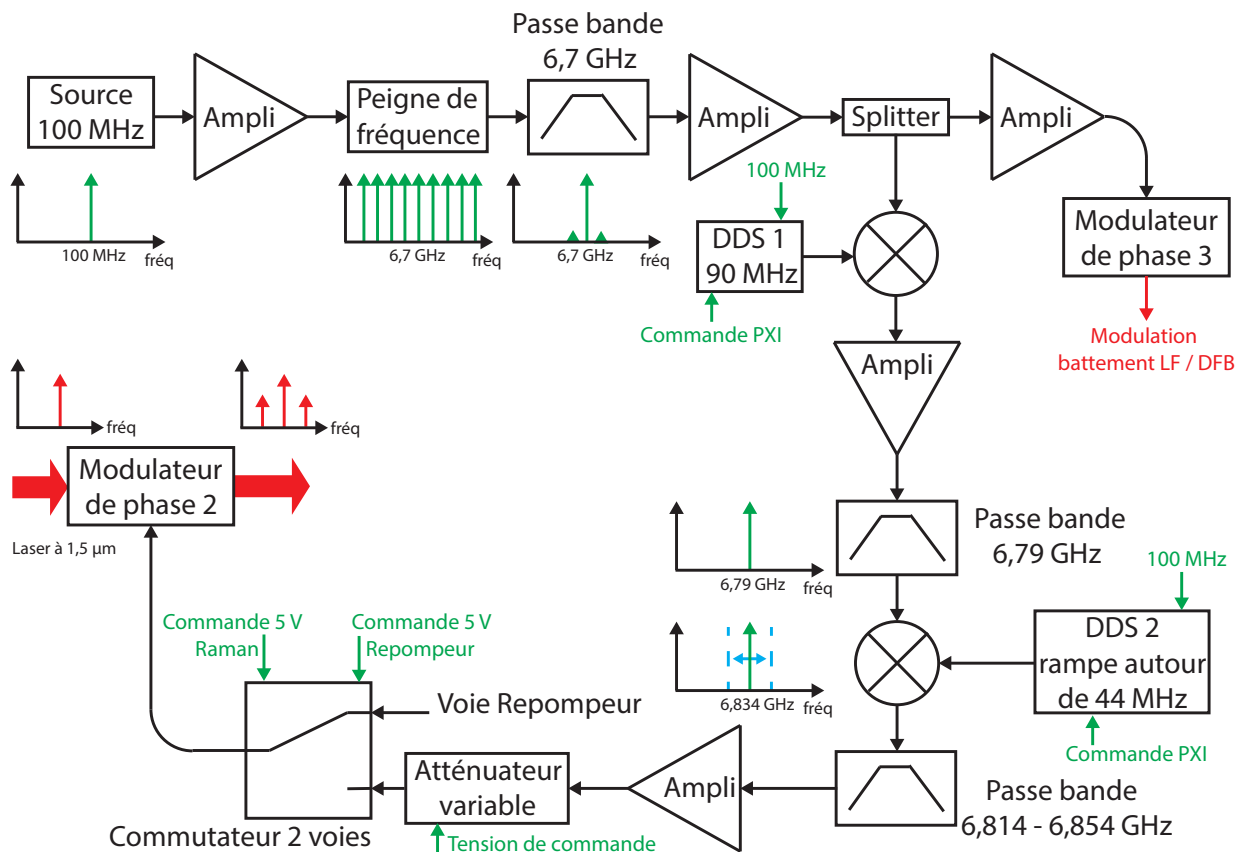 Passe bande
6,7 GHz
Source
100 MHz
Ampli
Peigne de
fréquence
Ampli
Splitter
Ampli
100 MHz
fréq
6,7 GHz
fréq
6,7 GHz
fréq
100 MHz
DDS 1
90 MHz
Commande PXI
Modulateur
de phase 3
Modulation
battement LF / DFB
Ampli
fréq
fréq
Modulateur
de phase 2
Laser à 1,5 µm
Passe bande
6,79 GHz
6,79 GHz
fréq
100 MHz
DDS 2
rampe autour
de 44 MHz
Commande PXI
6,834 GHz
fréq
Commande 5 V
Raman
Commande 5 V
Repompeur
Voie Repompeur
Atténuateur
variable
Ampli
Passe bande
6,814 - 6,854 GHz
Commutateur 2 voies
Tension de commande